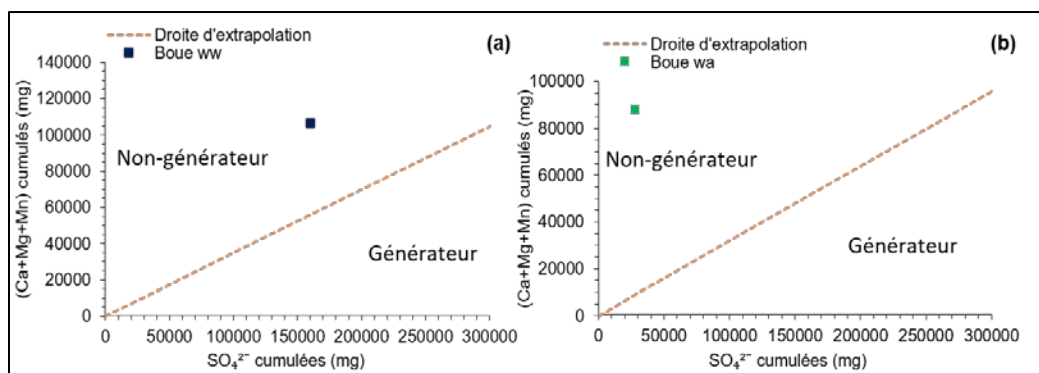 Droite d'extrapolation
Boue ww
(a)
(Ca+Mg+Mn) cumulés (mg)
140000
120000
100000
80000
60000
40000
20000
0
Non-générateur
Générateur
0 50000 100000 150000 200000 250000 300000
SO₄²⁻ cumulées (mg)
Droite d'extrapolation
Boue wa
(b)
(Ca+Mg+Mn) cumulés (mg)
100000
80000
60000
40000
20000
0
Non-générateur
Générateur
0 50000 100000 150000 200000 250000 300000
SO₄²⁻ cumulées (mg)